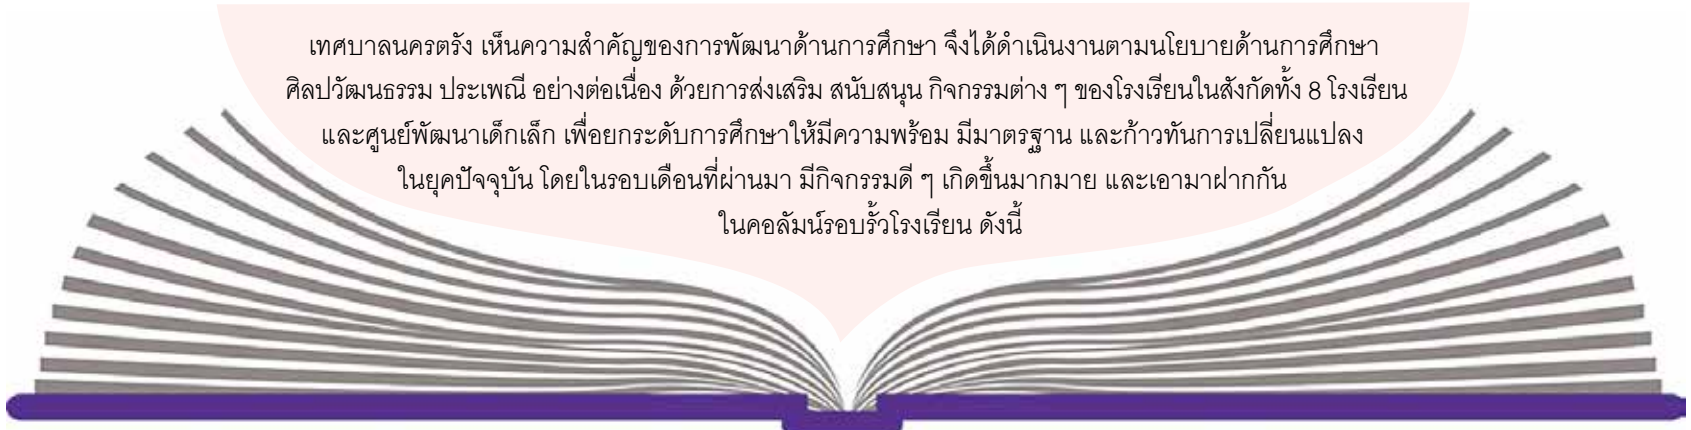 เทศบาลนครตรัง เห็นความสำคัญของการพัฒนาด้านการศึกษา จึงได้ดำเนินงานตามนโยบายด้านการศึกษา
ศิลปวัฒนธรรม ประเพณี อย่างต่อเนื่อง ด้วยการส่งเสริม สนับสนุน กิจกรรมต่าง ๆ ของโรงเรียนในสังกัดทั้ง 8 โรงเรียน
และศูนย์พัฒนาเด็กเล็ก เพื่อยกระดับการศึกษาให้มีความพร้อม มีมาตรฐาน และก้าวทันการเปลี่ยนแปลง
ในยุคปัจจุบัน โดยในรอบเดือนที่ผ่านมา มีกิจกรรมดี ๆ เกิดขึ้นมากมาย และเอามาฝากกัน
ในคอลัมน์รอบรั้วโรงเรียน ดังนี้